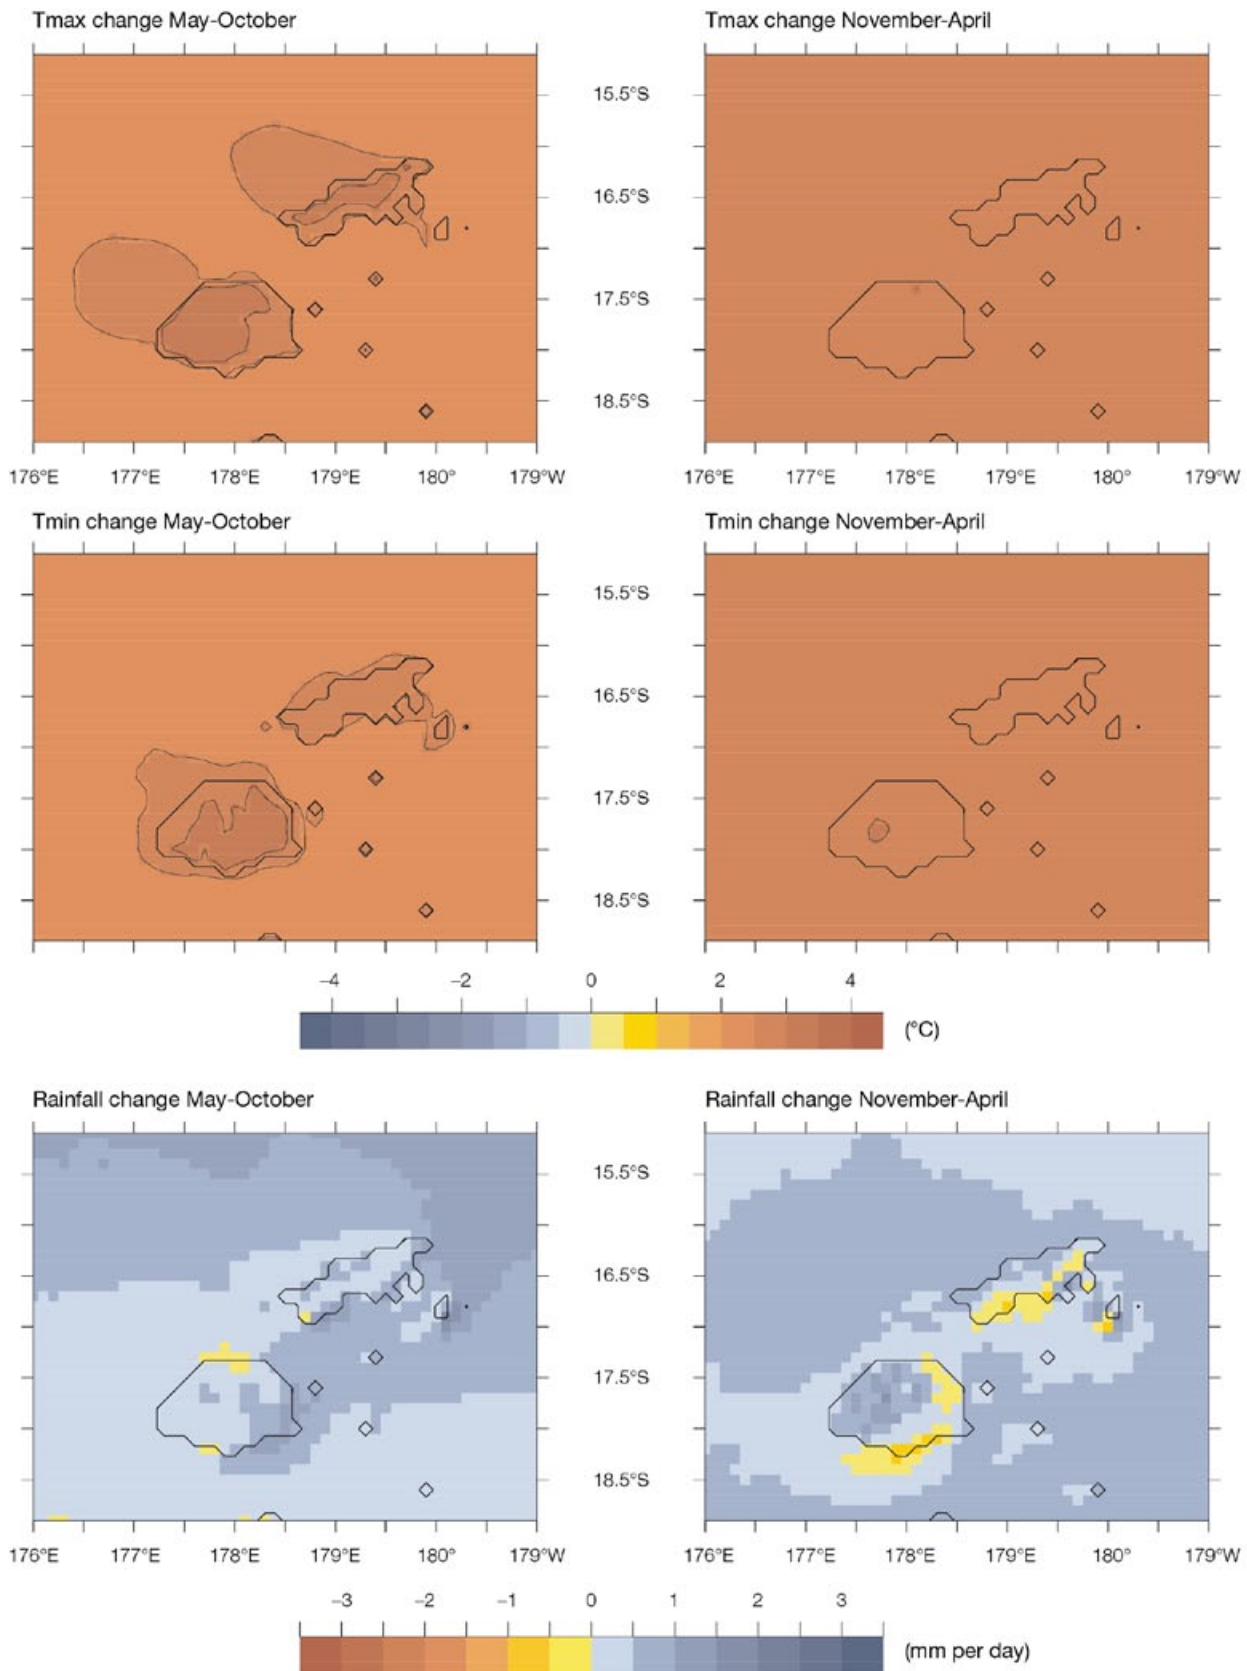 Tmax change May-October Tmax change November-April
15.5°S
16.5°S
17.5°S
18.5°S
176°E 177°E 178°E 179°E 180° 179°W 176°E 177°E 178°E 179°E 180° 179°W
Tmin change May-October Tmin change November-April
15.5°S
16.5°S
17.5°S
18.5°S
–4 –2 0 2 4
(°C)
Rainfall change May-October Rainfall change November-April
15.5°S
16.5°S
17.5°S
18.5°S
176°E 177°E 178°E 179°E 180° 179°W 176°E 177°E 178°E 179°E 180° 179°W
–3 –2 –1 0 1 2 3
(mm per day)